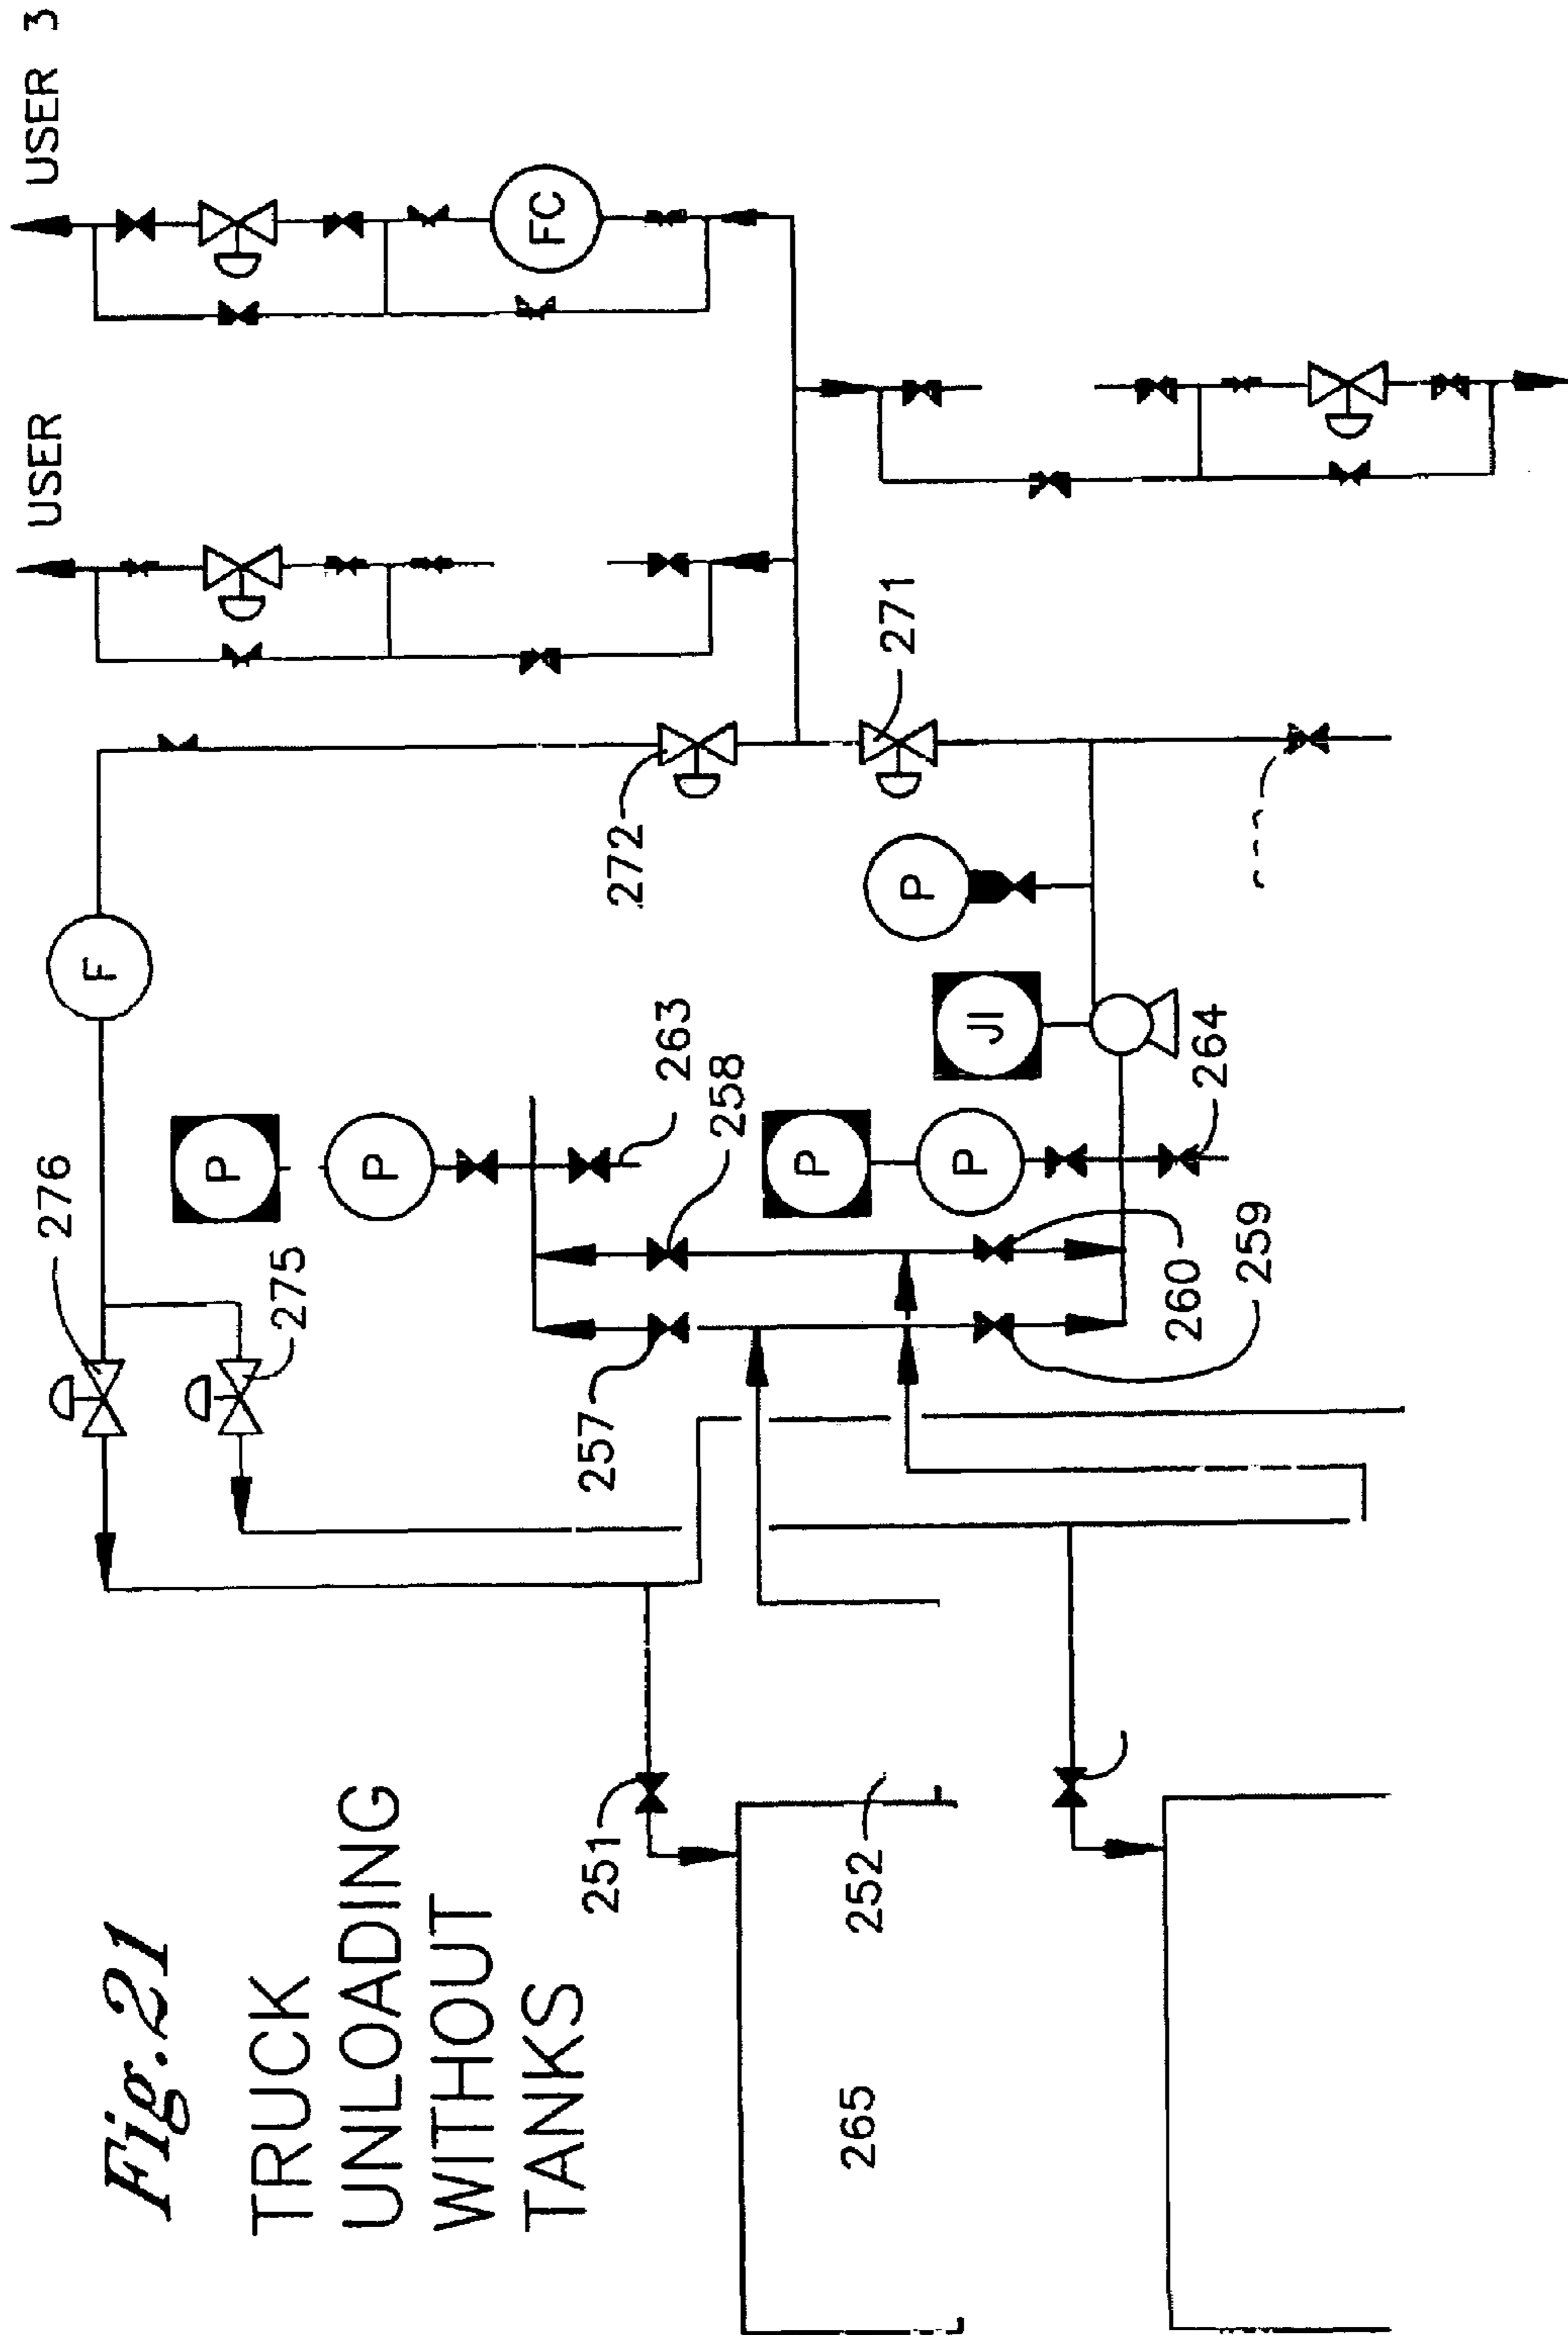 Fig. 21
TRUCK
UNLOADING
WITHOUT
TANKS
USER
USER 3
276
275
F
P
P
263
258
257
272
271
P
P
P
JI
FC
264
260
259
251
252
265